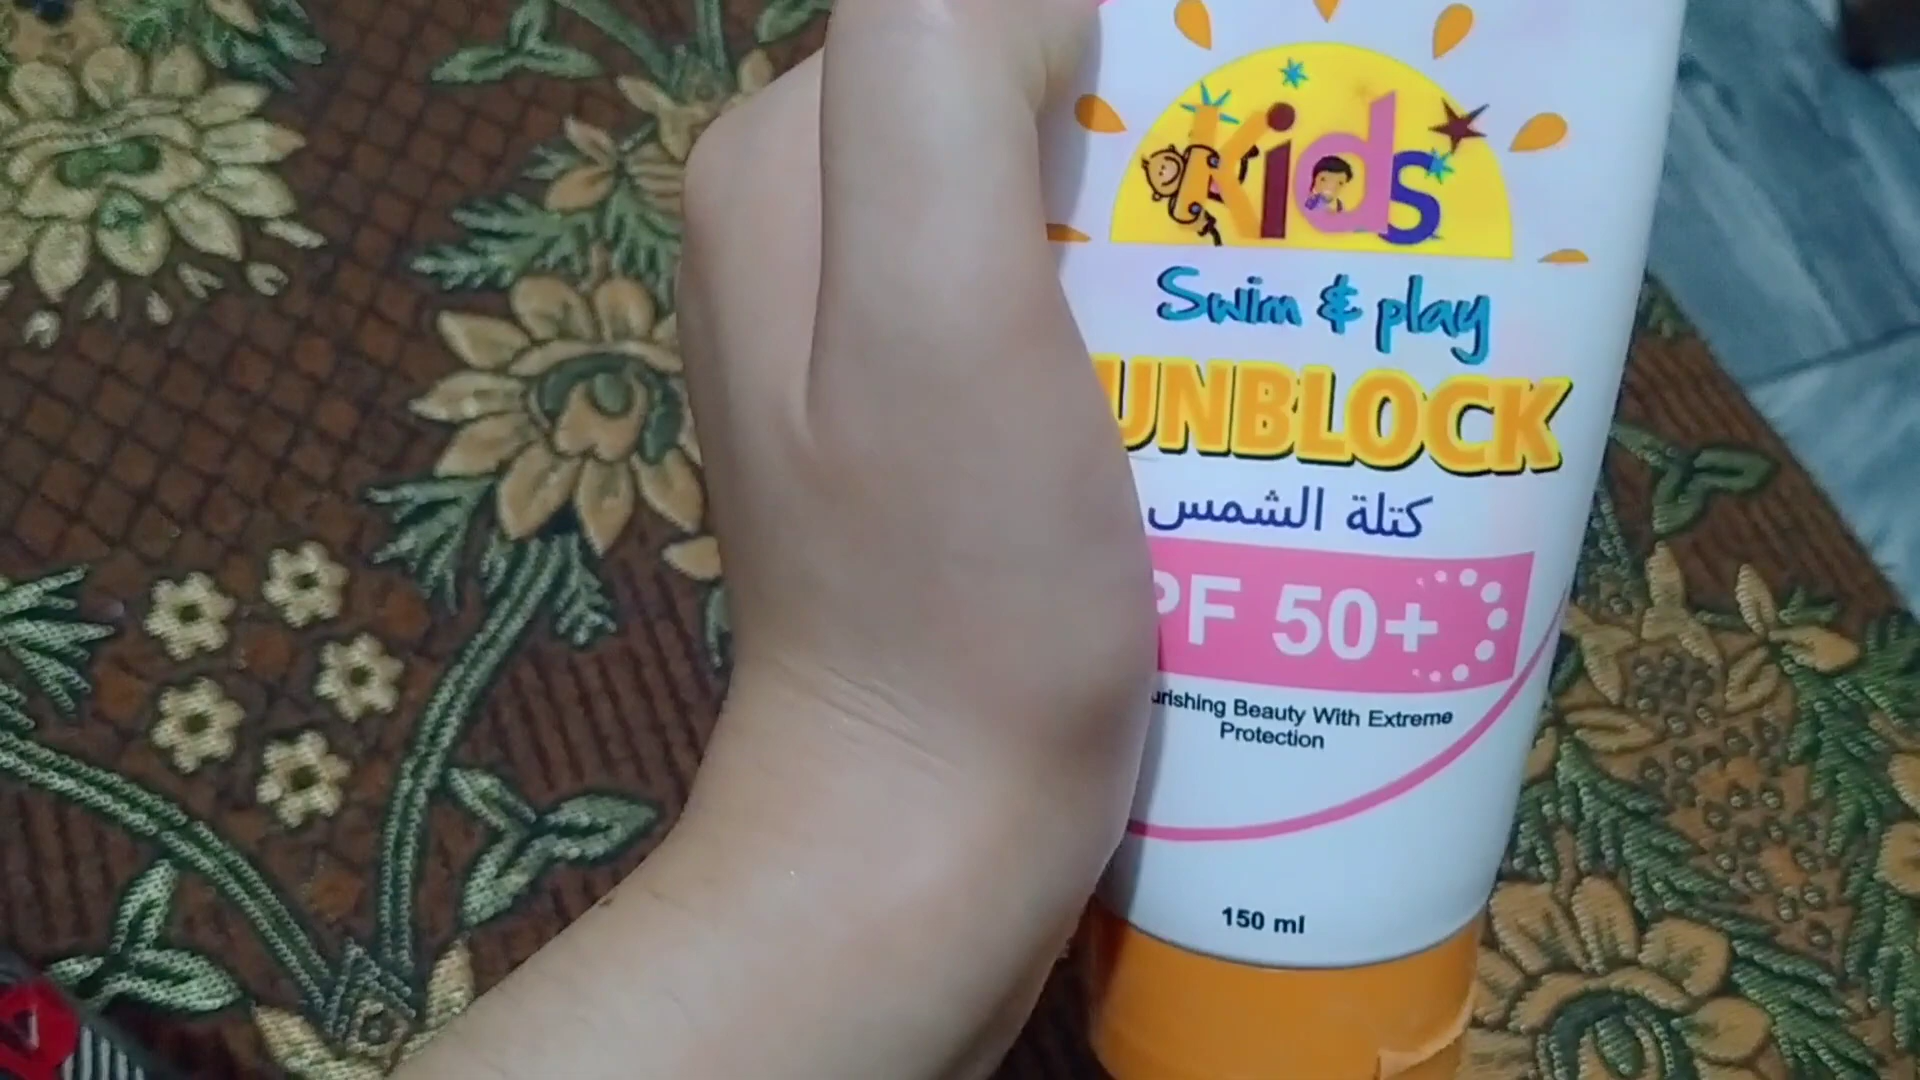 Kids
Swim & play
UNBLOCK
كتلة الشمس
PF 50+
urishing Beauty With Extreme
Protection
150 ml